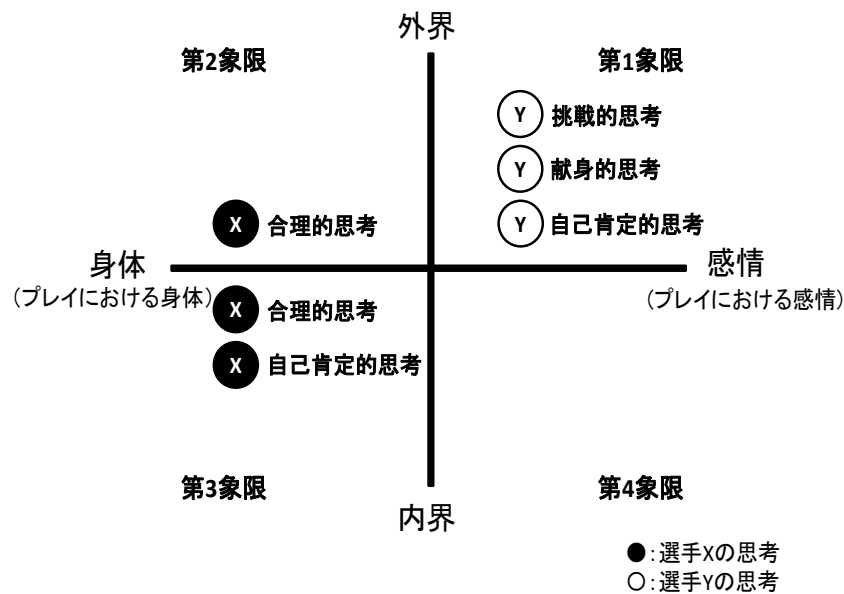 外界
第2象限
第1象限
Y 挑戦的思考
Y 献身的思考
Y 自己肯定的思考
X 合理的思考
身体
(プレイにおける身体)
感情
(プレイにおける感情)
X 合理的思考
X 自己肯定的思考
第3象限
第4象限
内界
●:選手Xの思考
○:選手Yの思考